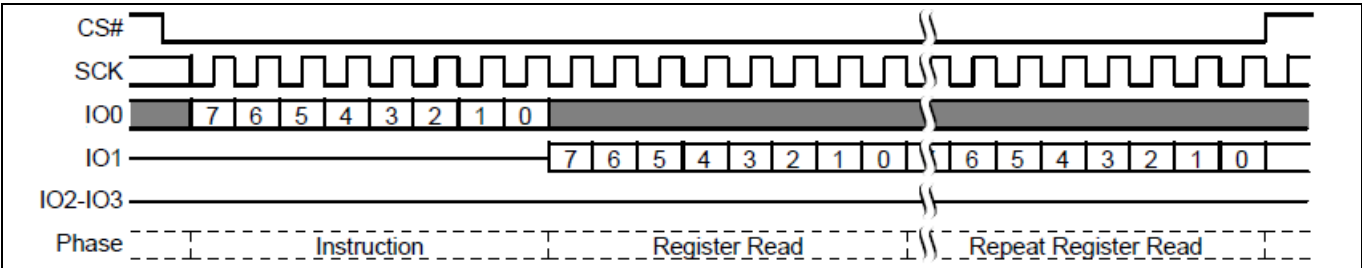 CS#
SCK
IO0 7 6 5 4 3 2 1 0
IO1 7 6 5 4 3 2 1 0 6 5 4 3 2 1 0
IO2-IO3
Phase Instruction Register Read Repeat Register Read